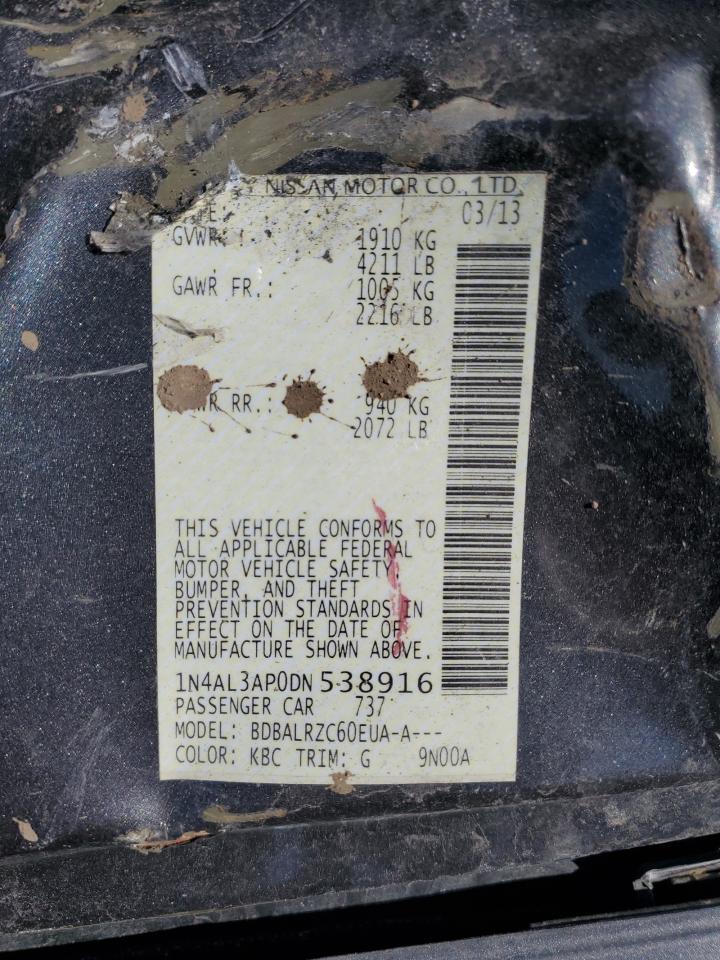 NISSAN MOTOR CO., LTD.
03/13
GVWR: 1910 KG
4211 LB
GAWR FR.: 1005 KG
2216 LB
RR.: 940 KG
2072 LB
THIS VEHICLE CONFORMS TO
ALL APPLICABLE FEDERAL
MOTOR VEHICLE SAFETY,
BUMPER, AND THEFT
PREVENTION STANDARDS IN
EFFECT ON THE DATE OF
MANUFACTURE SHOWN ABOVE.
1N4AL3AP0DN538916
PASSENGER CAR 737
MODEL: BDBALRZC60EUA-A---
COLOR: KBC TRIM: G 9N00A